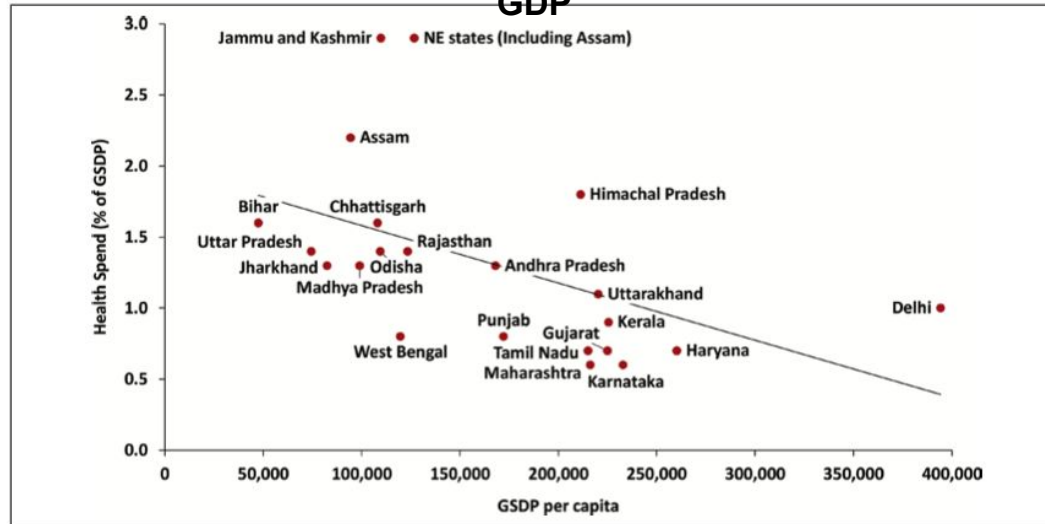 GDP
3.0
Jammu and Kashmir
NE states (Including Assam)
2.5
Assam
2.0
Himachal Pradesh
Bihar
Chhattisgarh
1.5
Uttar Pradesh
Rajasthan
Jharkhand
Odisha
Andhra Pradesh
Madhya Pradesh
Uttarakhand
1.0
Delhi
Punjab
Kerala
Gujarat
West Bengal
Tamil Nadu
Haryana
Maharashtra
Karnataka
0.5
0.0
Health Spend (% of GSDP)
0
50,000
100,000
150,000
200,000
250,000
300,000
350,000
400,000
GSDP per capita